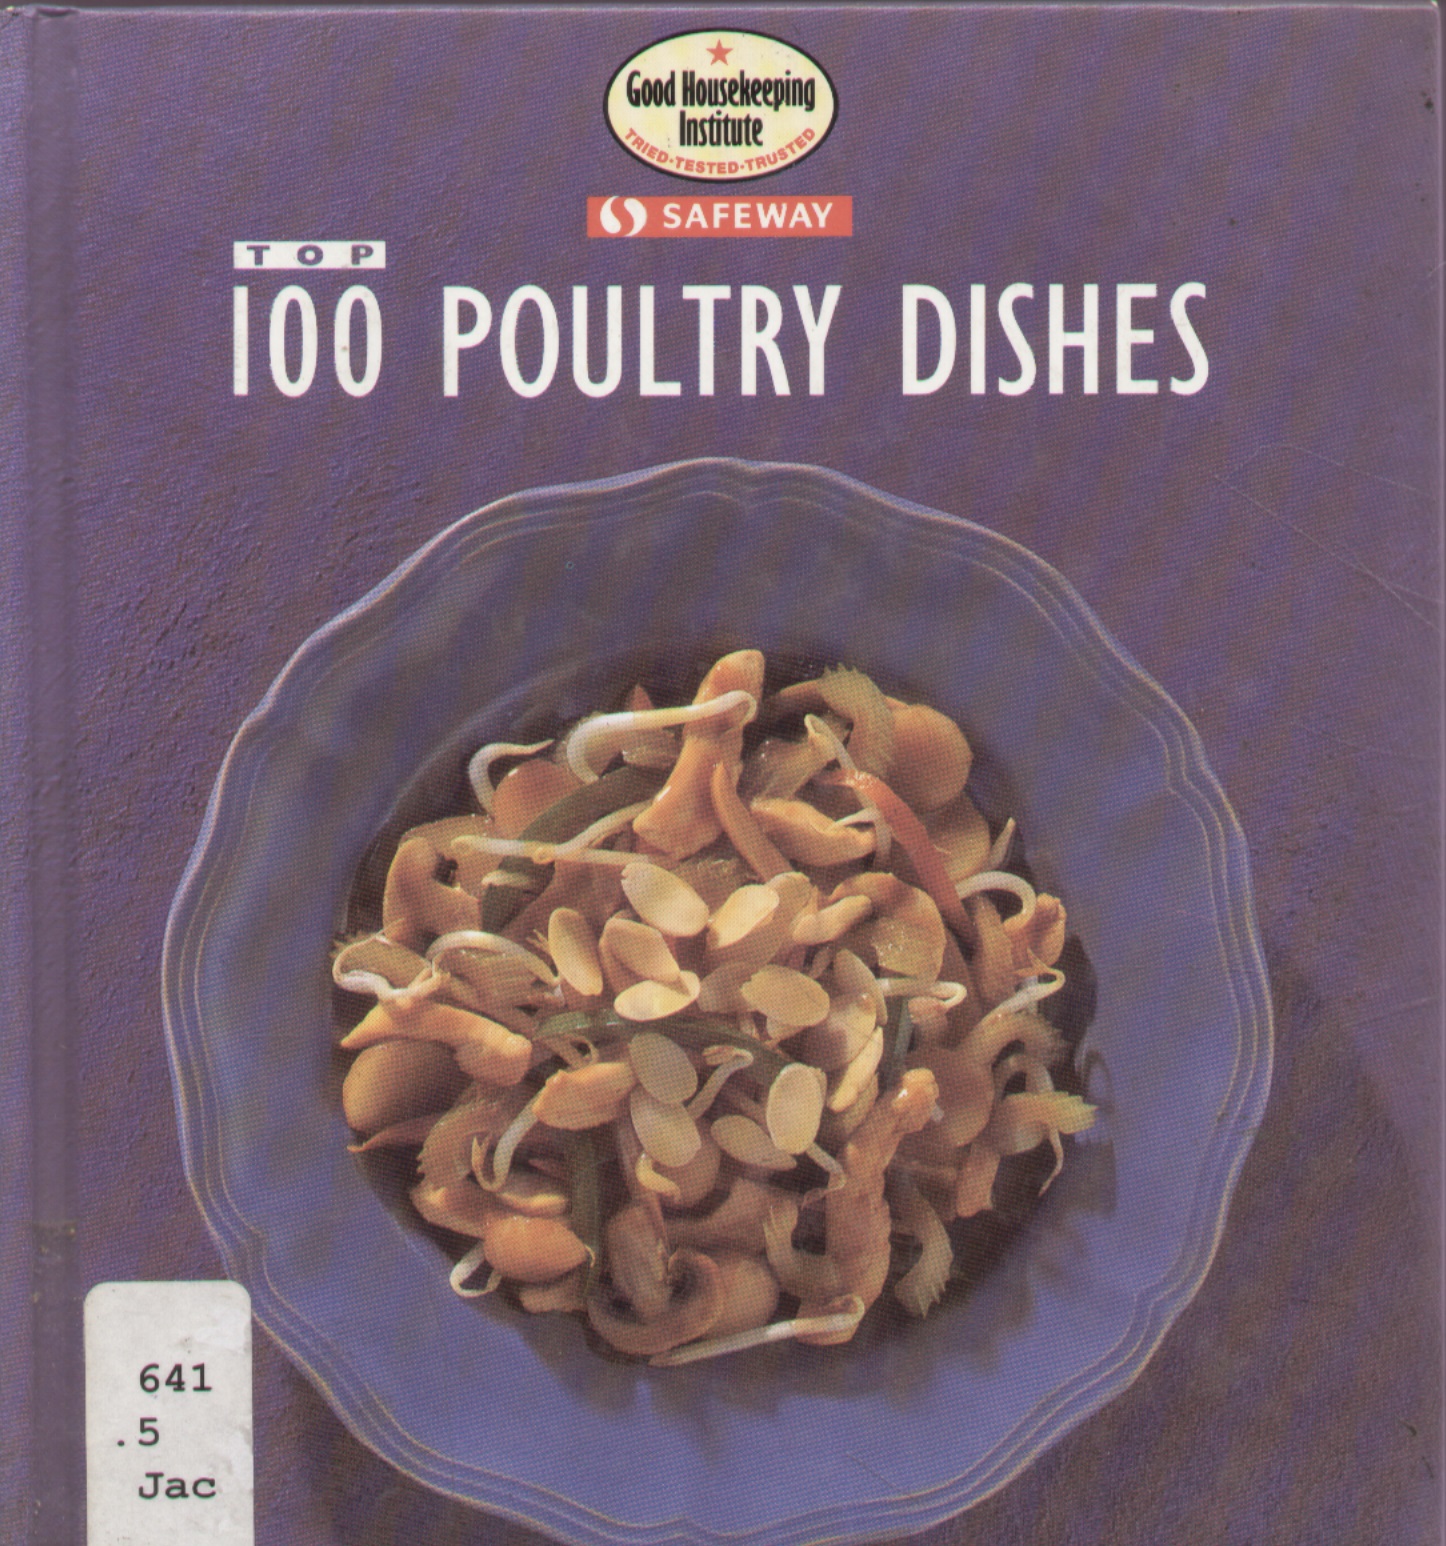 Good Housekeeping
Institute
TRIED·TESTED·TRUSTED
SAFEWAY
TOP
100 POULTRY DISHES
641
.5
Jac